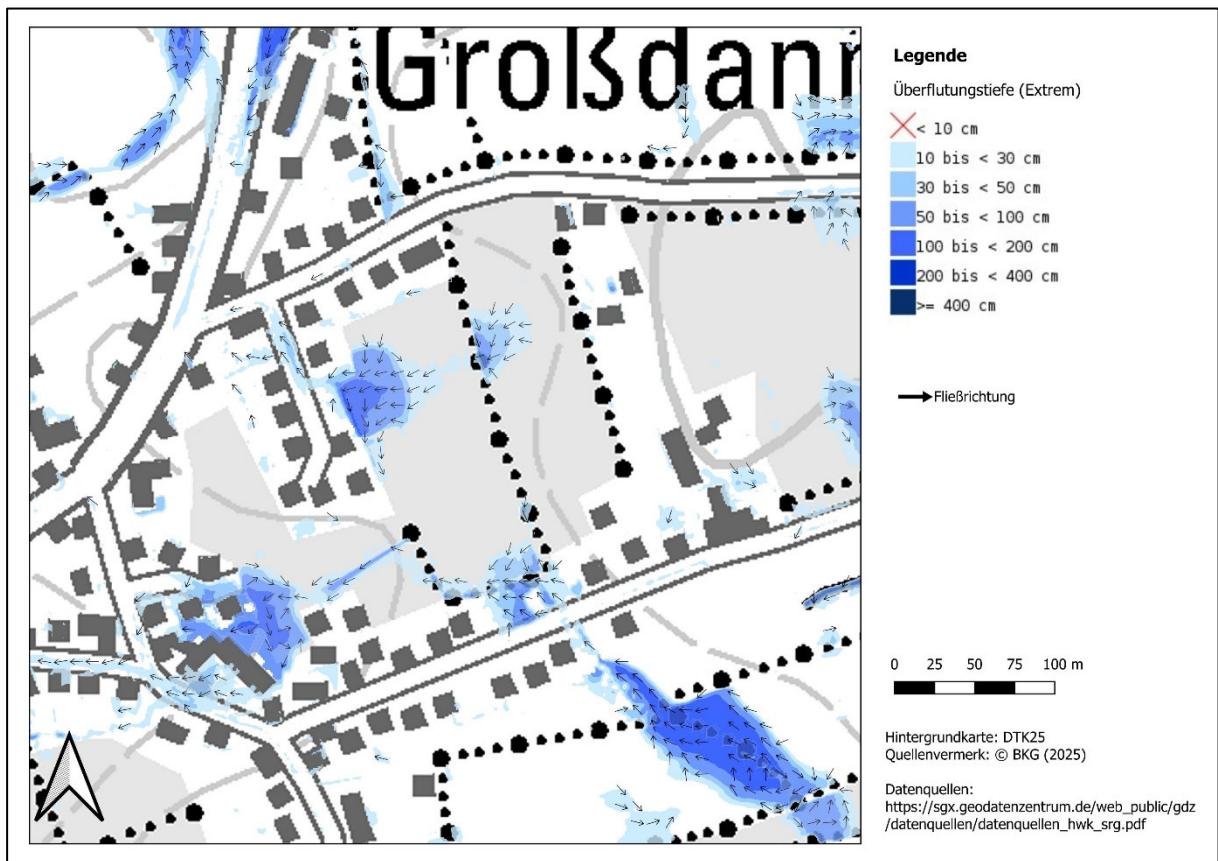 Großdann
Legende
Überflutungstiefe (Extrem)
< 10 cm
10 bis < 30 cm
30 bis < 50 cm
50 bis < 100 cm
100 bis < 200 cm
200 bis < 400 cm
>= 400 cm
Fließrichtung
0 25 50 75 100 m
Hintergrundkarte: DTK25
Quellenvermerk: © BKG (2025)
Datenquellen:
https://sgx.geodatenzentrum.de/web_public/gdz
/datenquellen/datenquellen_hwk_srg.pdf